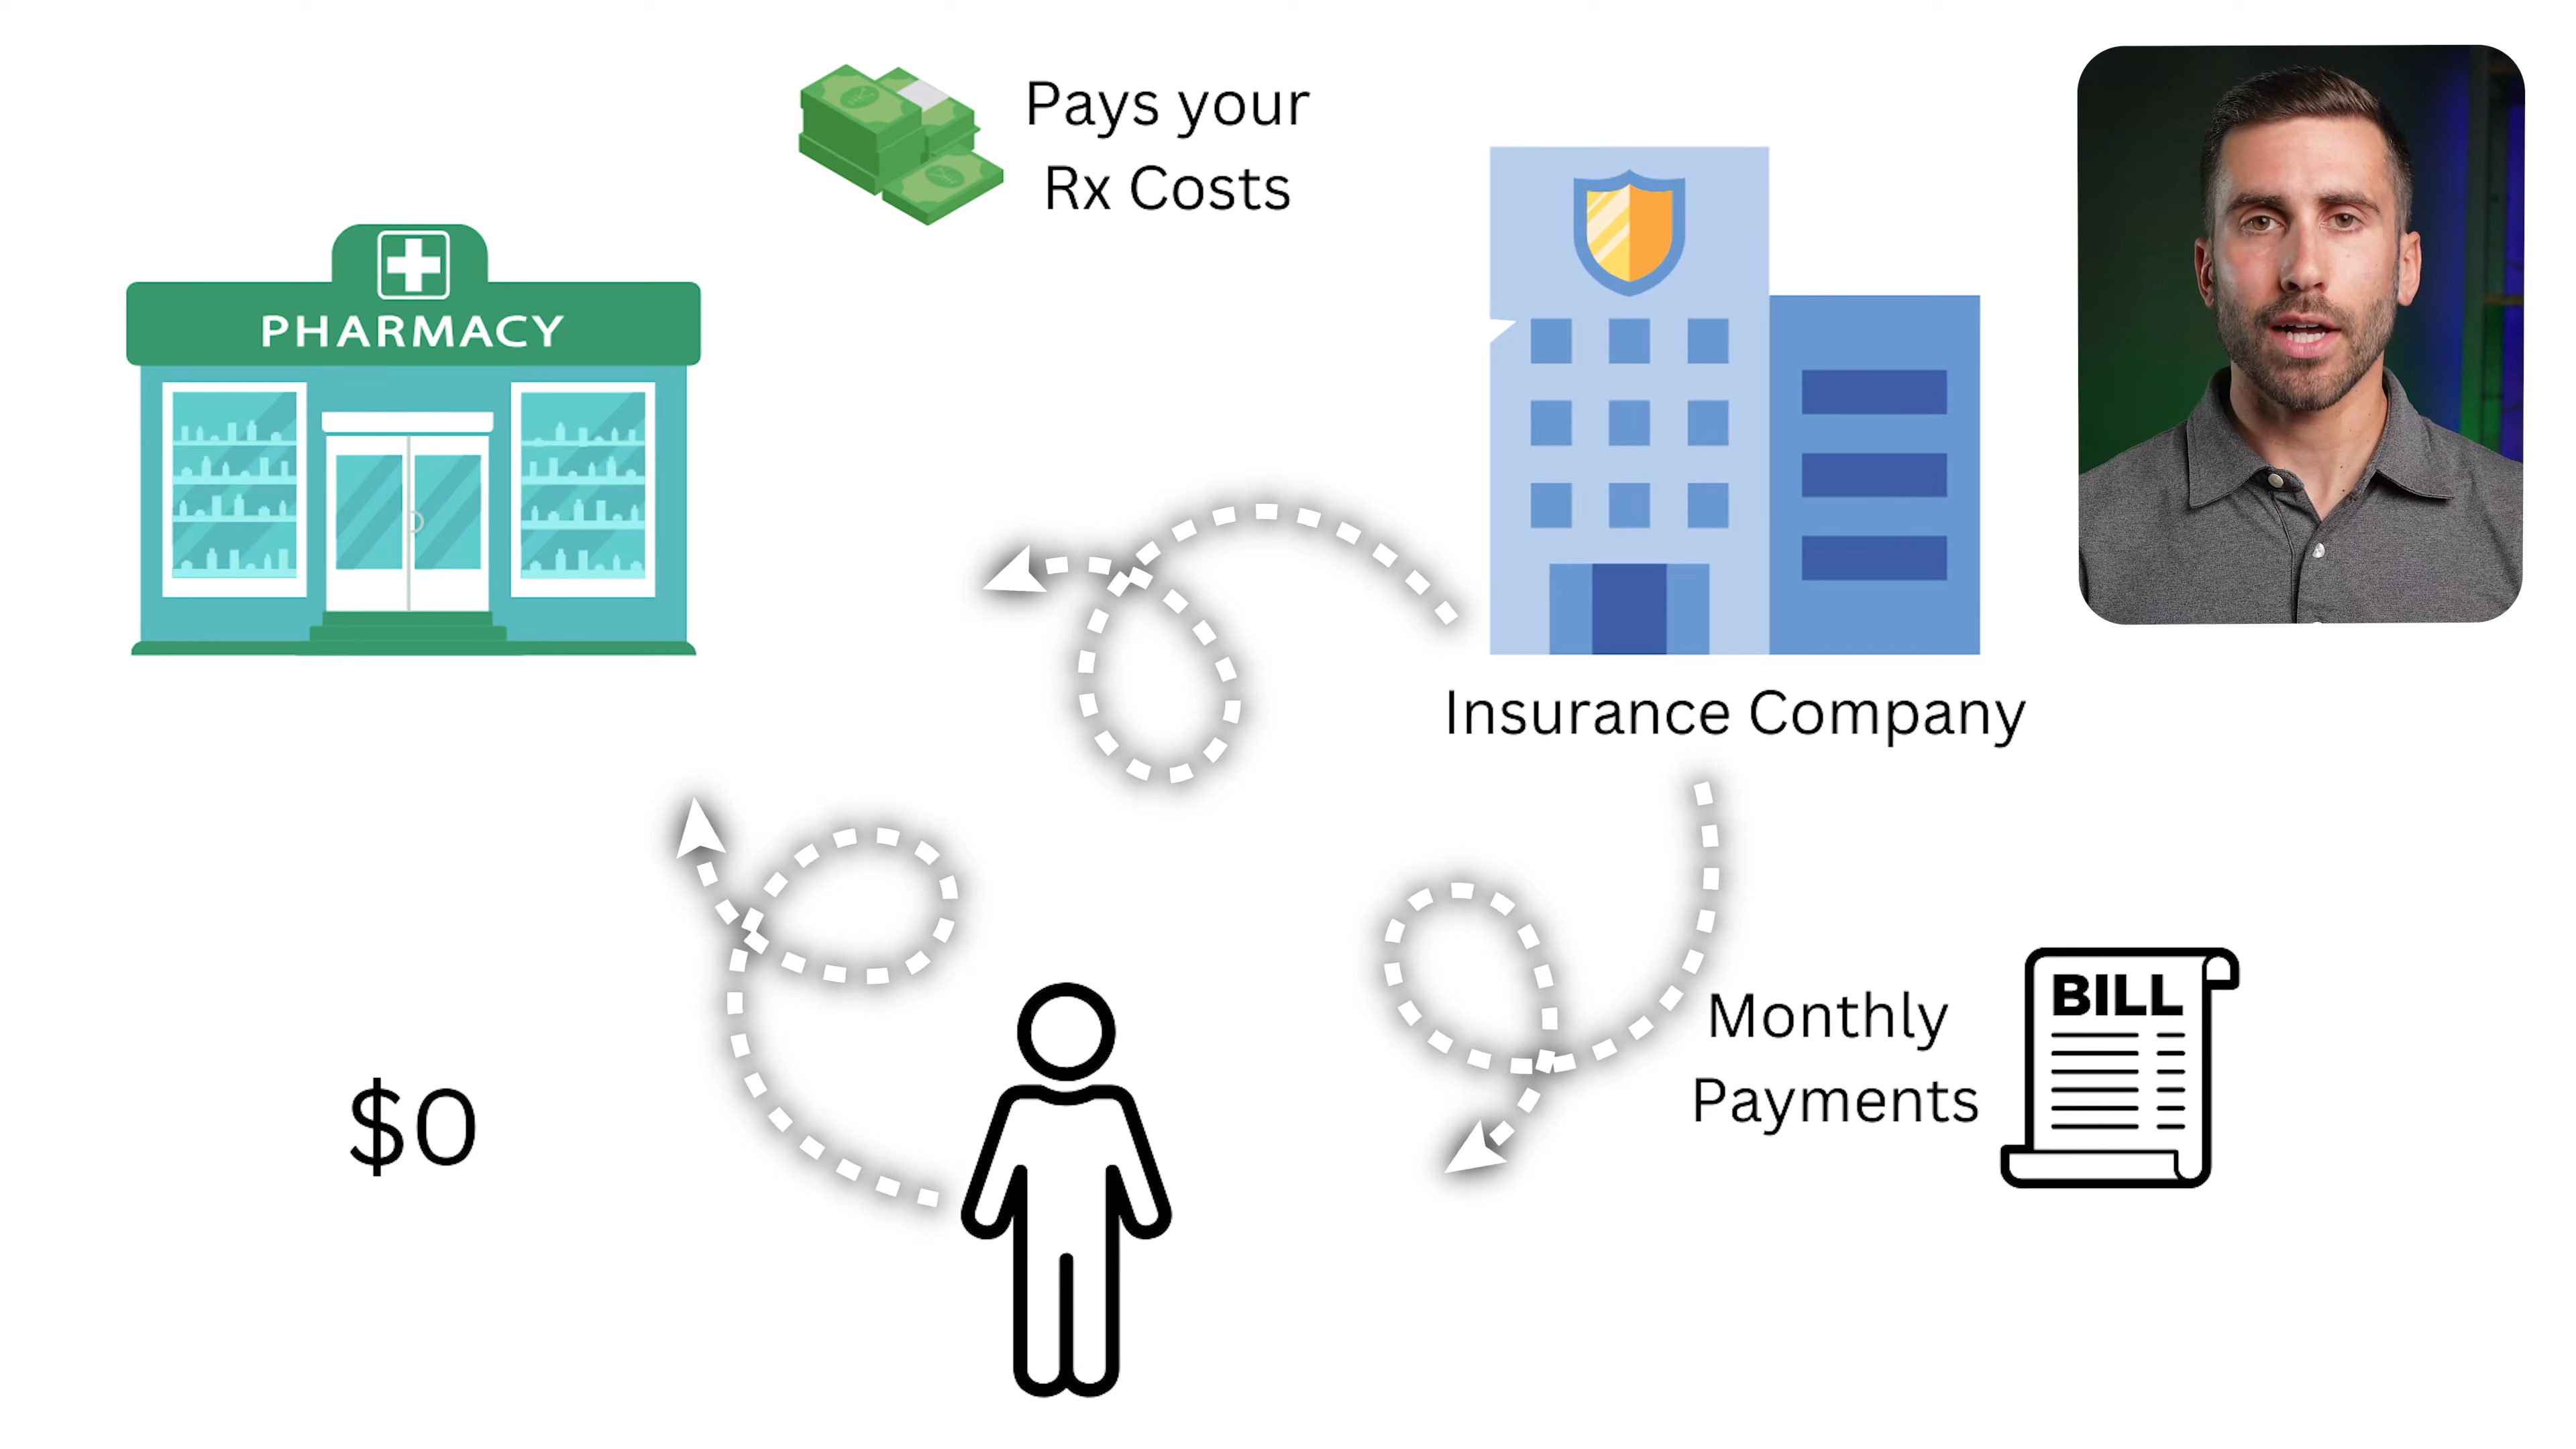 Pays your
Rx Costs
PHARMACY
Insurance Company
Monthly
Payments
BILL
$0